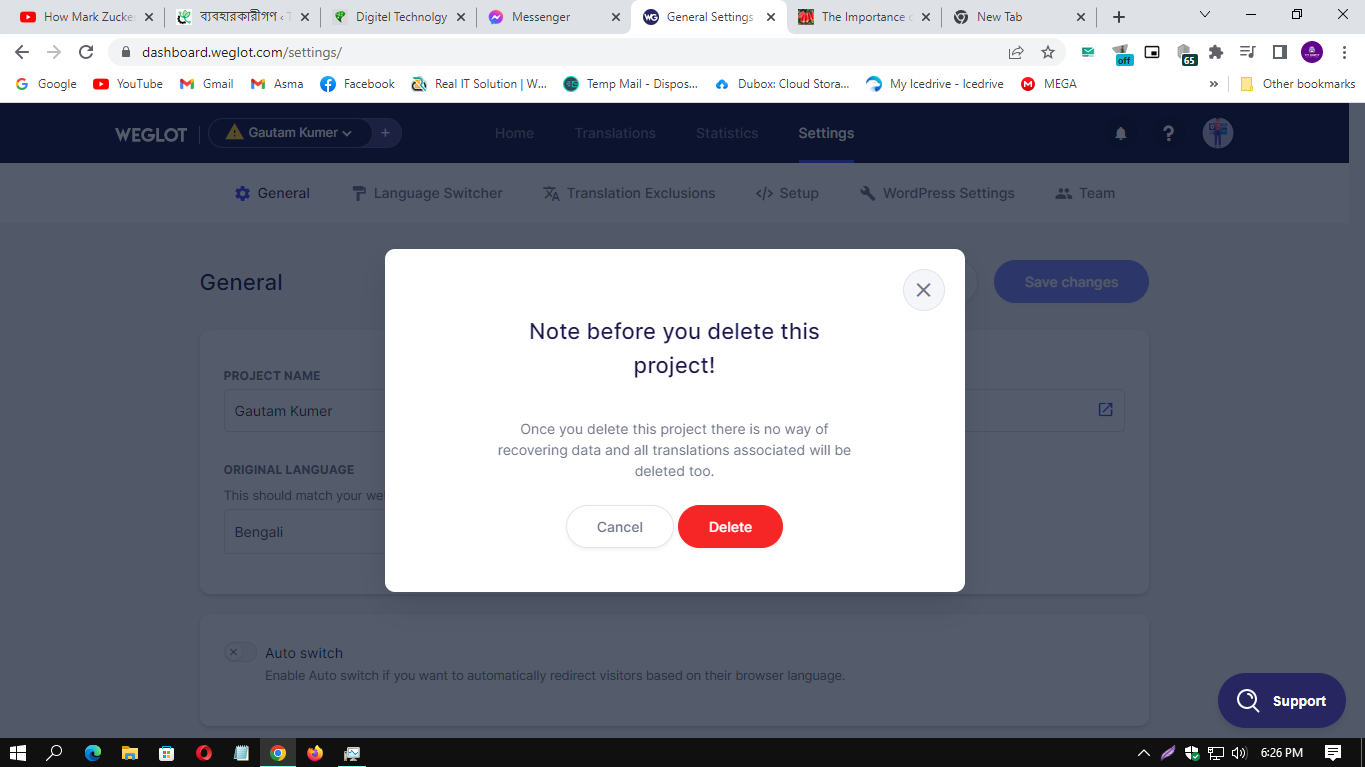 How Mark Zucke
ব্যবহারকারীগণ ‹ T
Digitel Technolgy
Messenger
General Settings
The Importance o
New Tab
dashboard.weglot.com/settings/
off
65
Google
YouTube
Gmail
Asma
Facebook
Real IT Solution | W...
Temp Mail - Dispos...
Dubox: Cloud Stora...
My Icedrive - Icedrive
MEGA
»
Other bookmarks
WEGLOT
Gautam Kumer
+
Home
Translations
Statistics
Settings
?
General
Language Switcher
Translation Exclusions
</> Setup
WordPress Settings
Team
General
Save changes
Note before you delete this
project!
PROJECT NAME
Gautam Kumer
Once you delete this project there is no way of
recovering data and all translations associated will be
deleted too.
ORIGINAL LANGUAGE
This should match your we
Bengali
Cancel
Delete
Auto switch
Enable Auto switch if you want to automatically redirect visitors based on their browser language.
Support
6:26 PM